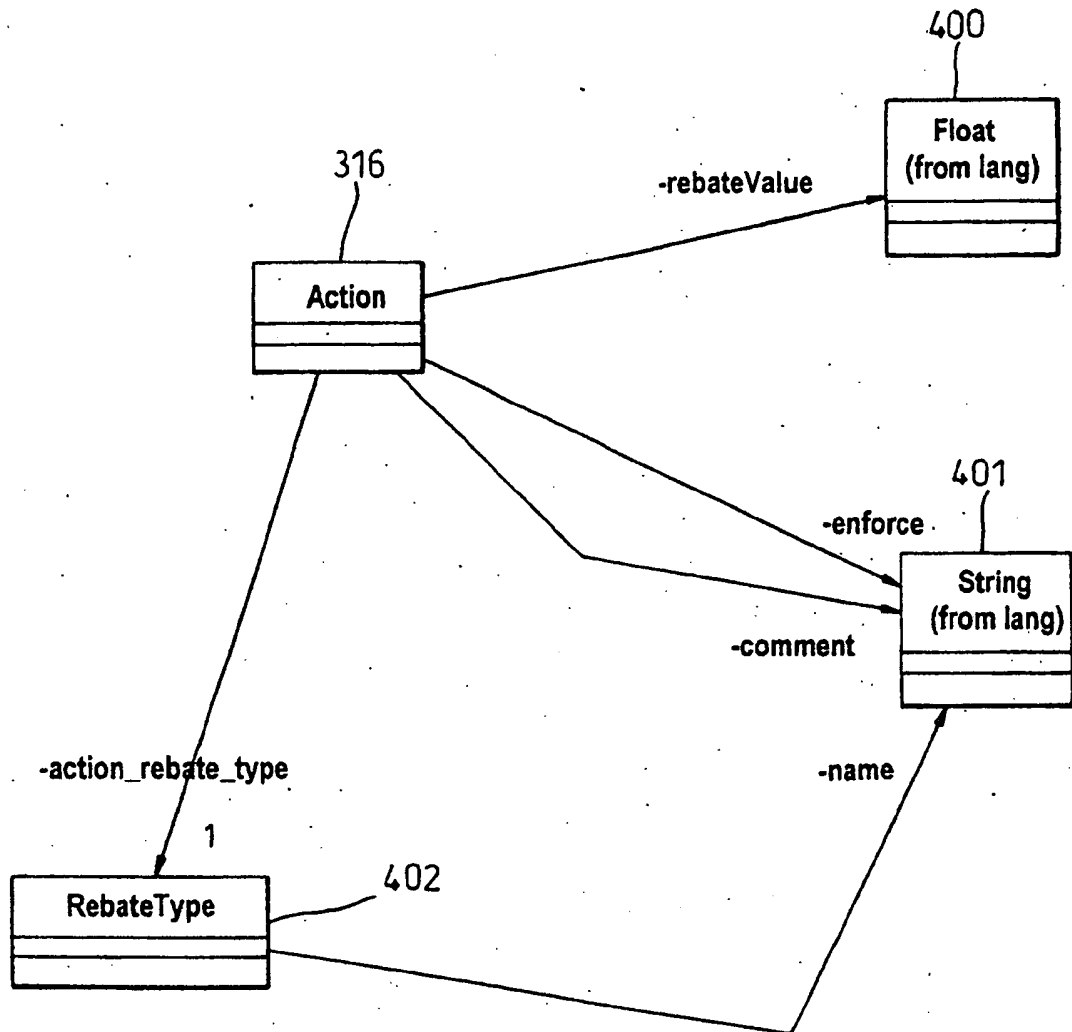 400
Float
(from lang)
316
-rebateValue
Action
401
-enforce
String
(from lang)
-comment
-action_rebate_type
-name
1
402
RebateType